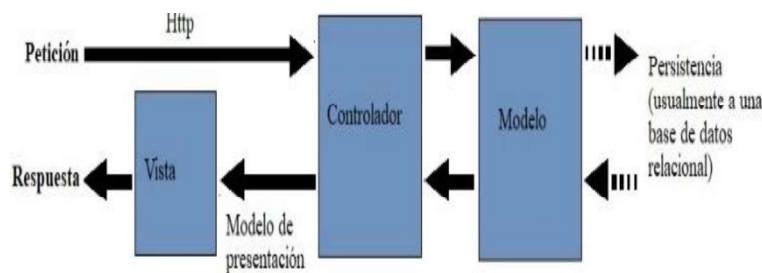 Http
Petición
Controlador
Modelo
Persistencia
(usualmente a una
base de datos
relacional)
Vista
Respuesta
Modelo de
presentación